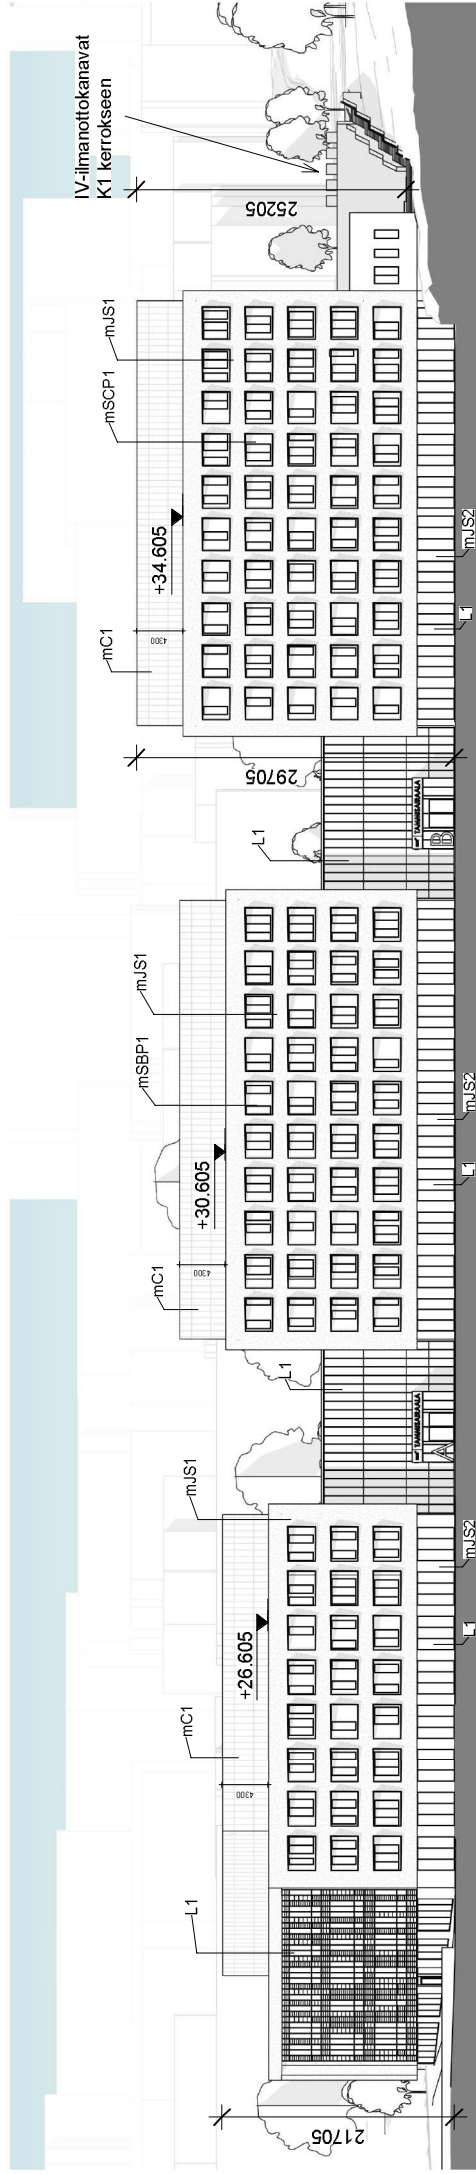 L1
21705
mC1
4300
+26.605
mJS1
L1
mJS2
L1
TAMMISAIRAALA
A
mC1
4300
+30.605
mSBP1
mJS1
L1
mJS2
L1
TAMMISAIRAALA
B
29705
mC1
4300
+34.605
mSCP1
mJS1
L1
mJS2
25205
IV-ilmanottokanavat
K1 kerrokseen